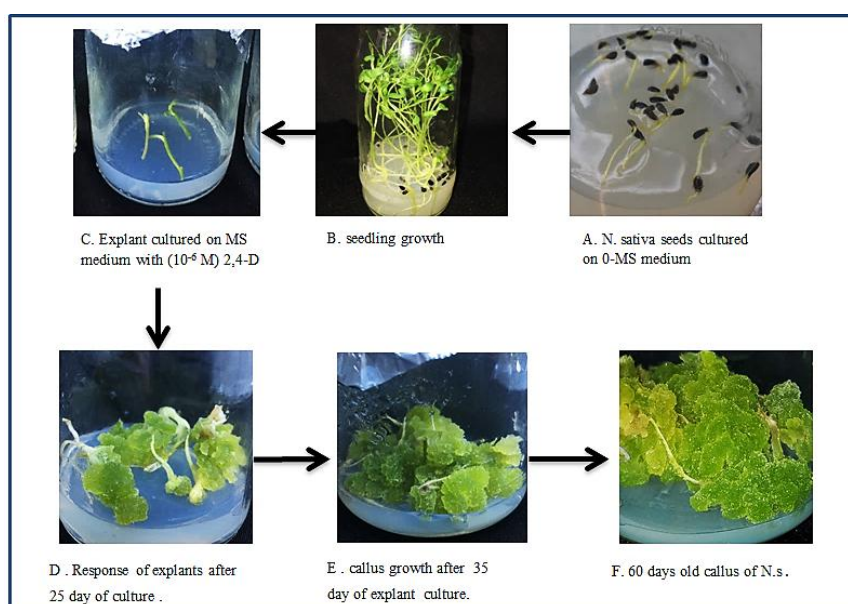 C. Explant cultured on MS
medium with (10⁻⁶ M) 2,4-D
B. seedling growth
A. N. sativa seeds cultured
on 0-MS medium
D . Response of explants after
25 day of culture .
E . callus growth after 35
day of explant culture.
F. 60 days old callus of N.s.